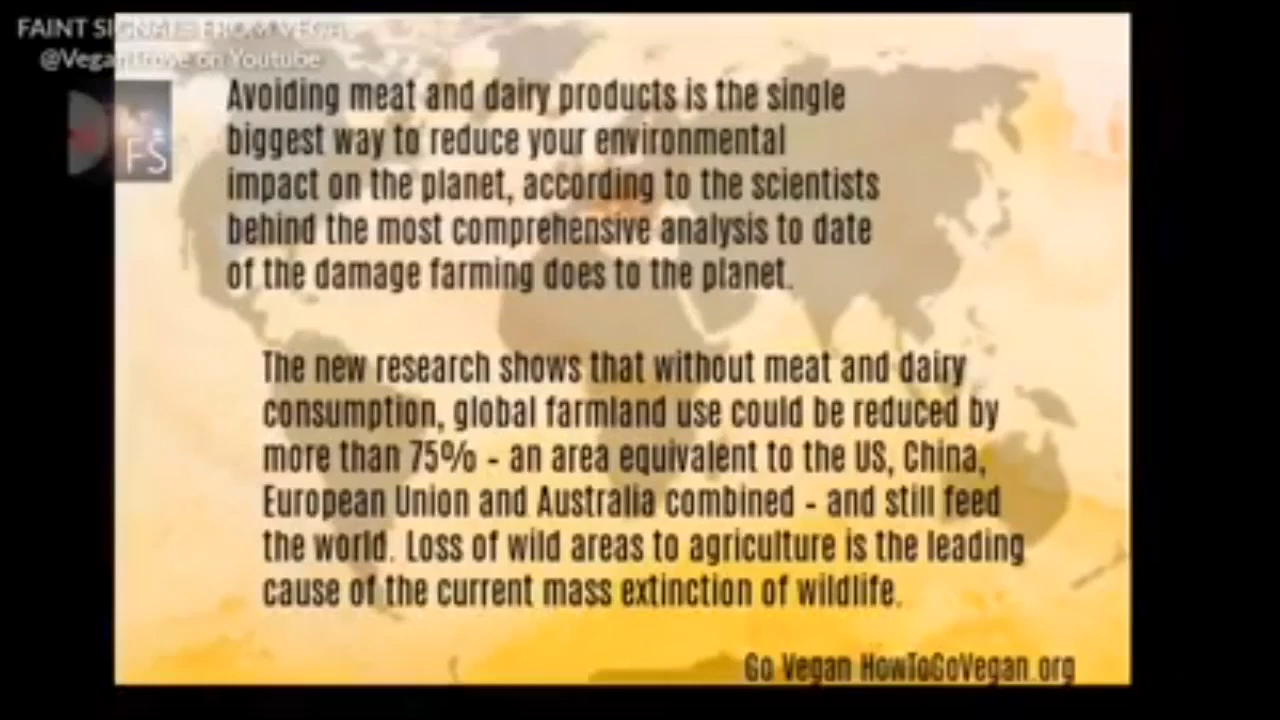 FAINT SIGNALS FROM VEGA
@VeganTrove on Youtube
FS
Avoiding meat and dairy products is the single
biggest way to reduce your environmental
impact on the planet, according to the scientists
behind the most comprehensive analysis to date
of the damage farming does to the planet.
The new research shows that without meat and dairy
consumption, global farmland use could be reduced by
more than 75% - an area equivalent to the US, China,
European Union and Australia combined - and still feed
the world. Loss of wild areas to agriculture is the leading
cause of the current mass extinction of wildlife.
Go Vegan HowToGoVegan.org